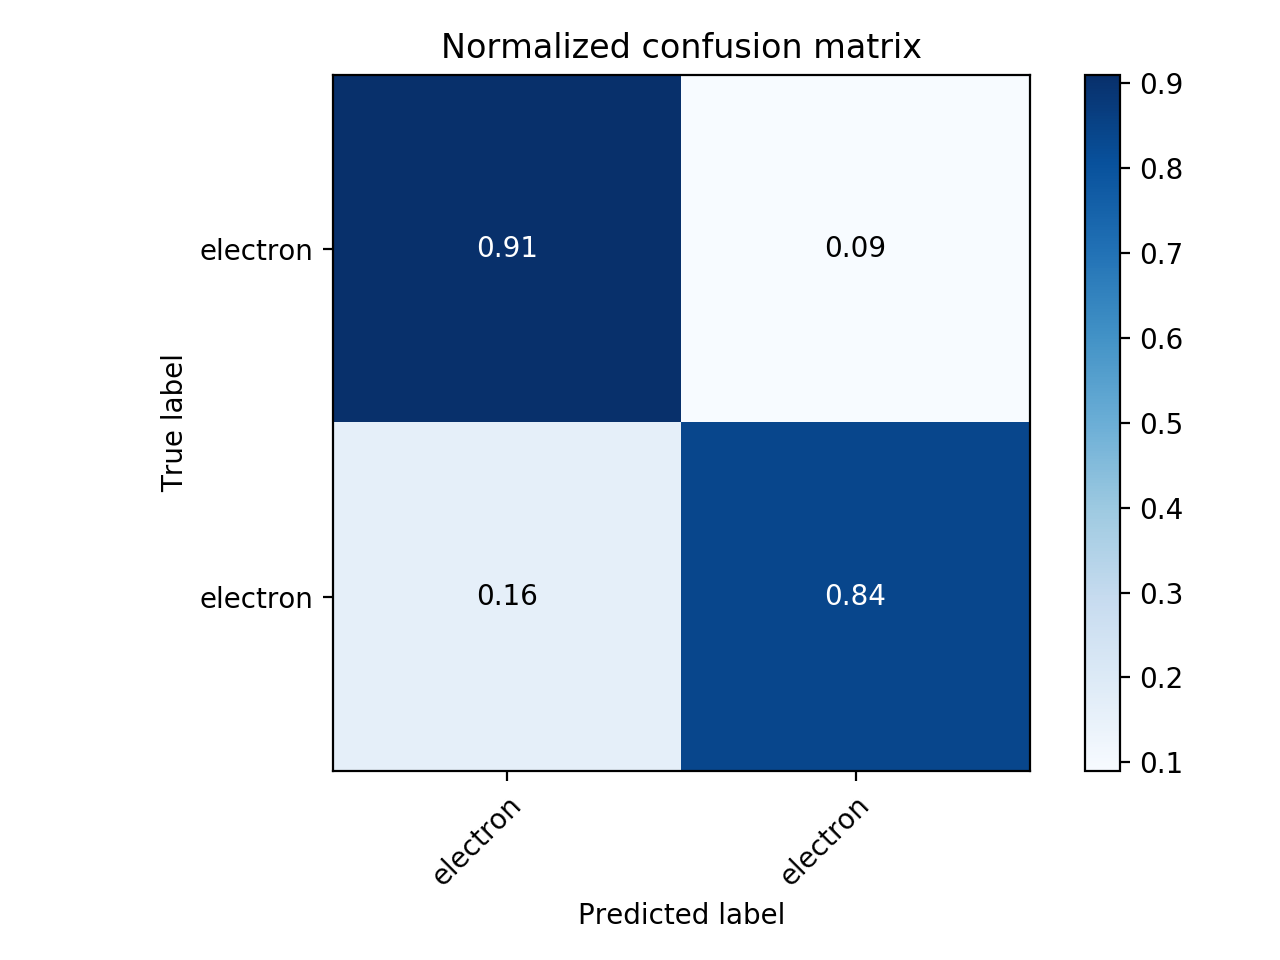 Normalized confusion matrix
True label
electron
electron
0.91
0.09
0.16
0.84
electron
electron
Predicted label
0.9
0.8
0.7
0.6
0.5
0.4
0.3
0.2
0.1